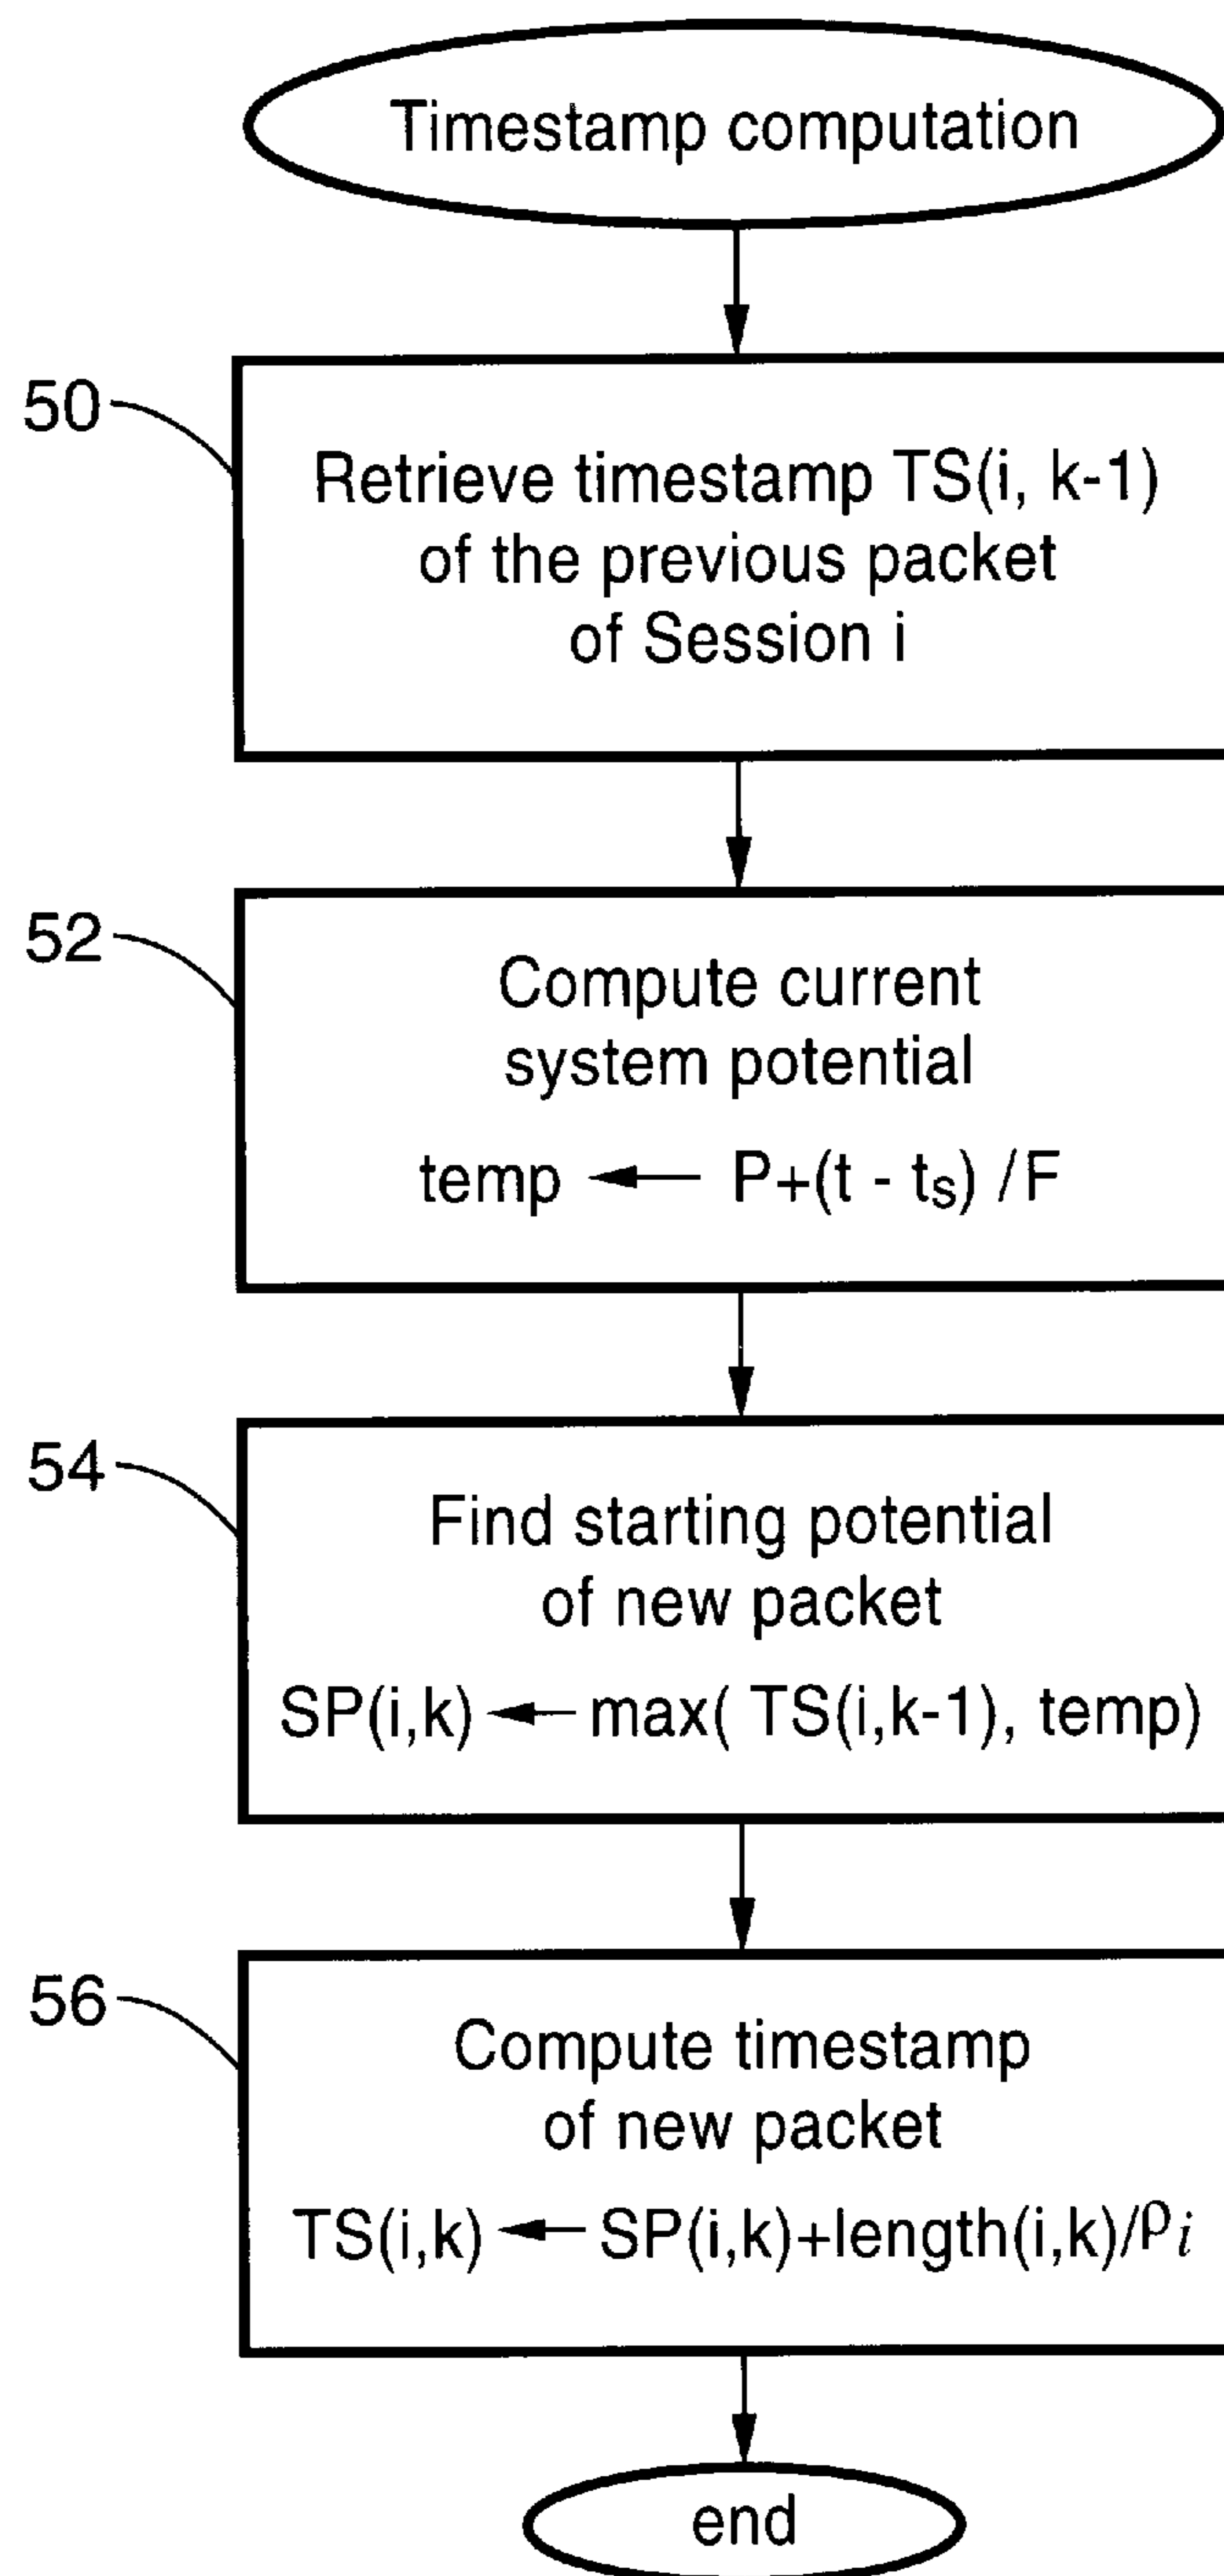 Timestamp computation
50
Retrieve timestamp TS(i, k-1)
of the previous packet
of Session i
52
Compute current
system potential
temp ← P+(t - tₛ) /F
54
Find starting potential
of new packet
SP(i,k) ← max( TS(i,k-1), temp)
56
Compute timestamp
of new packet
TS(i,k) ← SP(i,k)+length(i,k)/ρᵢ
end